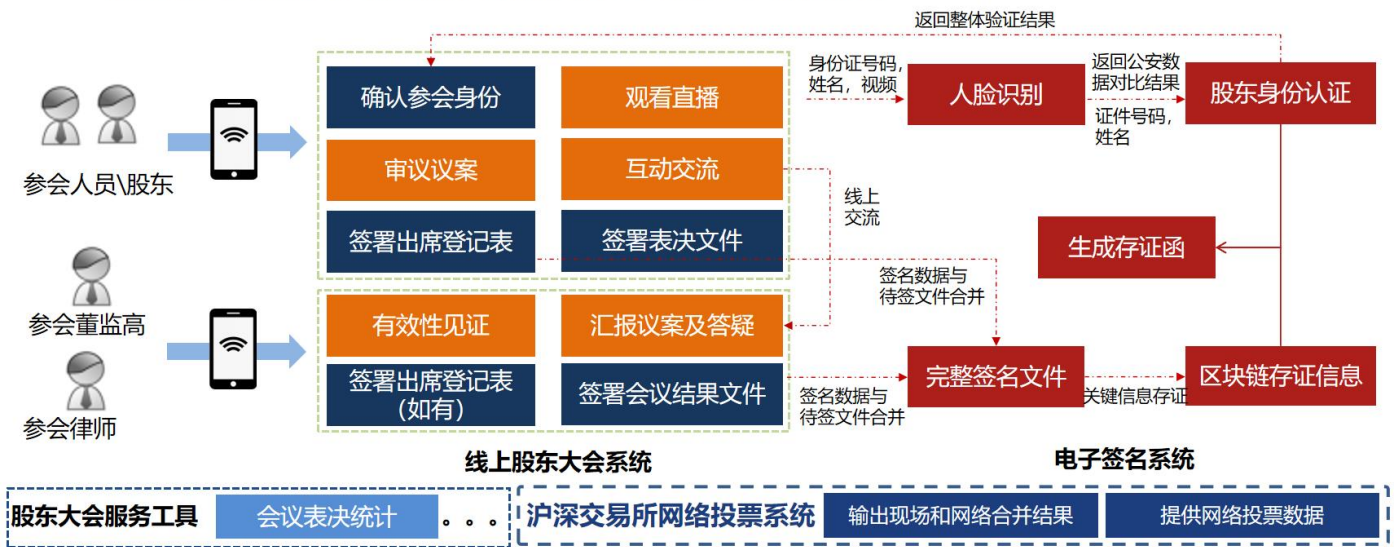 返回整体验证结果
确认参会身份
观看直播
身份证号码，
姓名，视频
人脸识别
返回公安数
据对比结果
证件号码，
姓名
股东身份认证
参会人员\股东
审议议案
互动交流
线上
交流
签署出席登记表
签署表决文件
生成存证函
签名数据与
待签文件合并
参会董监高
有效性见证
汇报议案及答疑
签署出席登记表
（如有）
签署会议结果文件
签名数据与
待签文件合并
完整签名文件
关键信息存证
区块链存证信息
参会律师
线上股东大会系统
电子签名系统
股东大会服务工具
会议表决统计
。。。
沪深交易所网络投票系统
输出现场和网络合并结果
提供网络投票数据